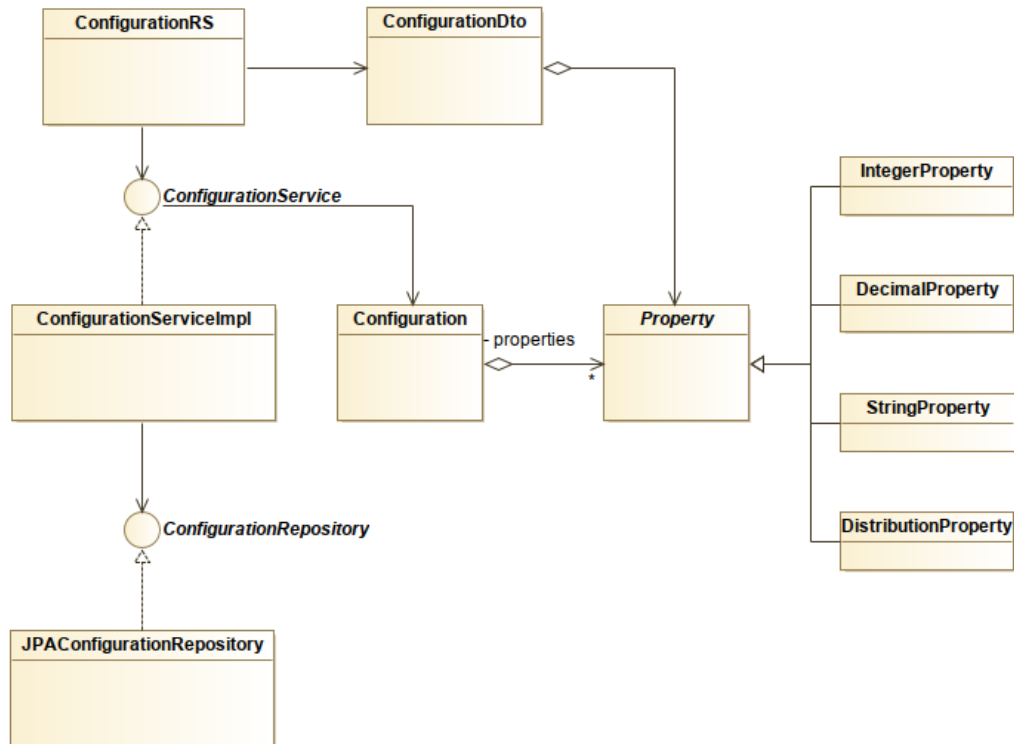 ConfigurationRS
ConfigurationDto
IntegerProperty
ConfigurationService
DecimalProperty
ConfigurationServiceImpl
Configuration
Property
- properties
*
StringProperty
ConfigurationRepository
DistributionProperty
JPAConfigurationRepository